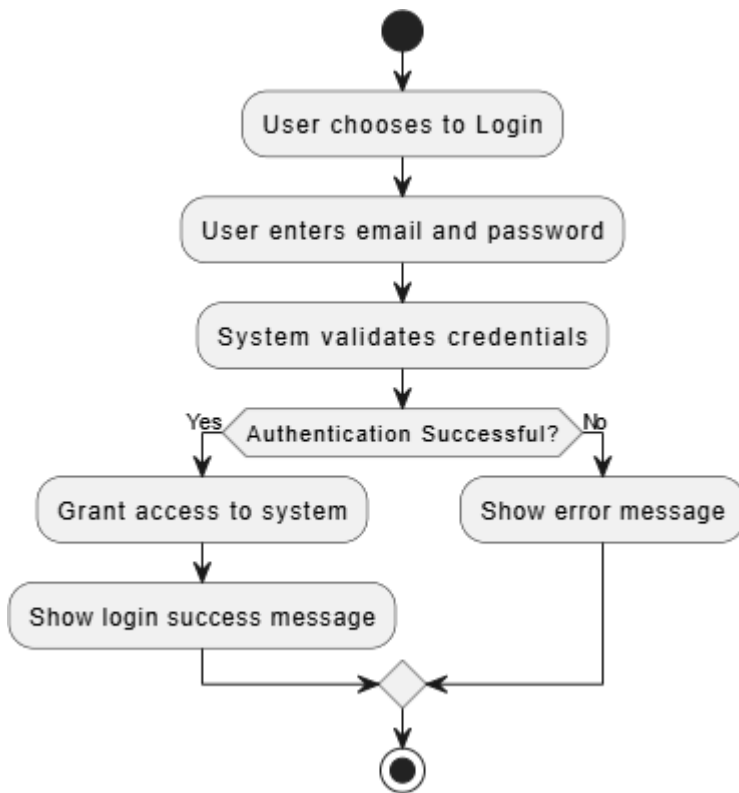 User chooses to Login
User enters email and password
System validates credentials
Yes
Authentication Successful?
No
Grant access to system
Show error message
Show login success message